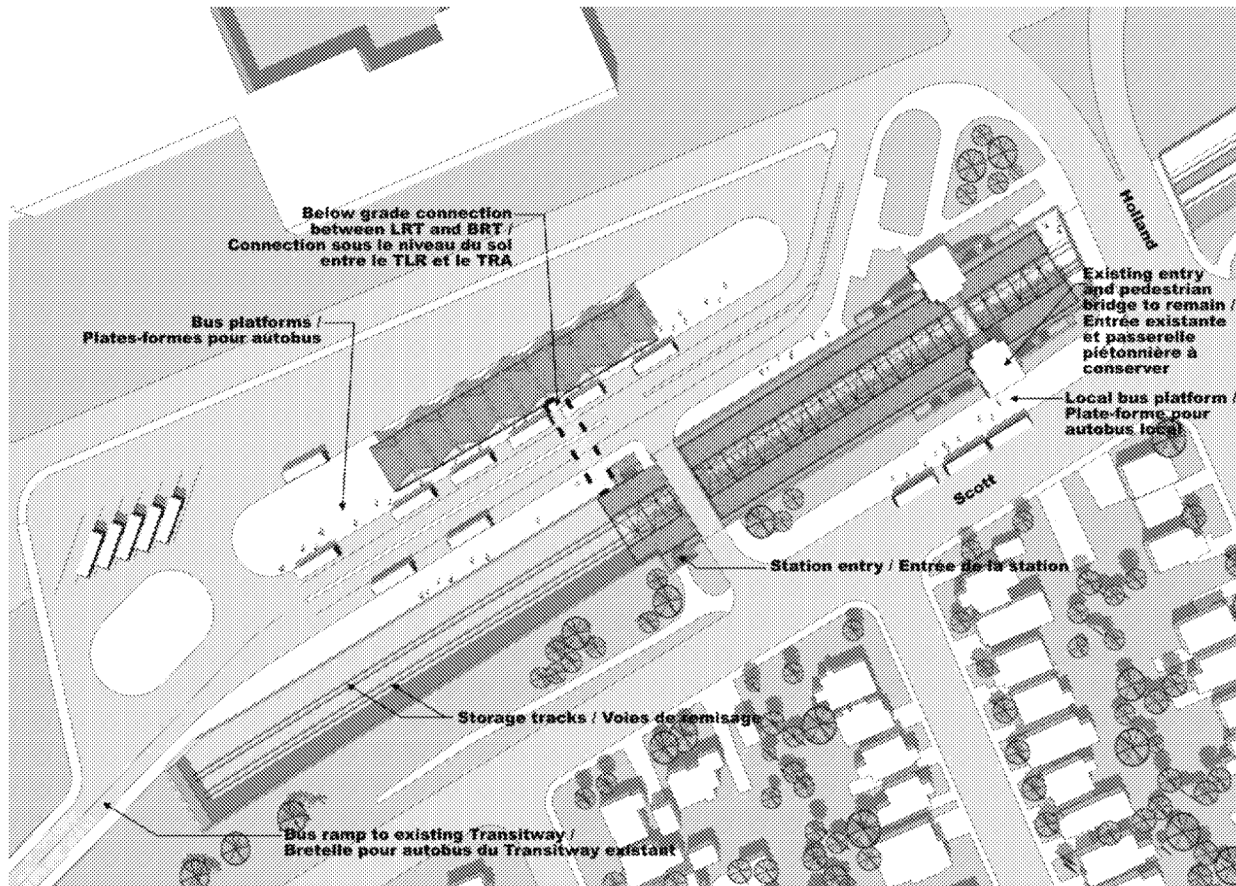 Below grade connection
between LRT and BRT /
Connection sous le niveau du sol
entre le TLR et le TRA
Bus platforms /
Plates-formes pour autobus
Holland
Existing entry
and pedestrian
bridge to remain /
Entrée existante
et passerelle
piétonnière à
conserver
Local bus platform /
Plate-forme pour
autobus local
Scott
Station entry / Entrée de la station
Storage tracks / Voies de remisage
Bus ramp to existing Transitway /
Bretelle pour autobus du Transitway existant